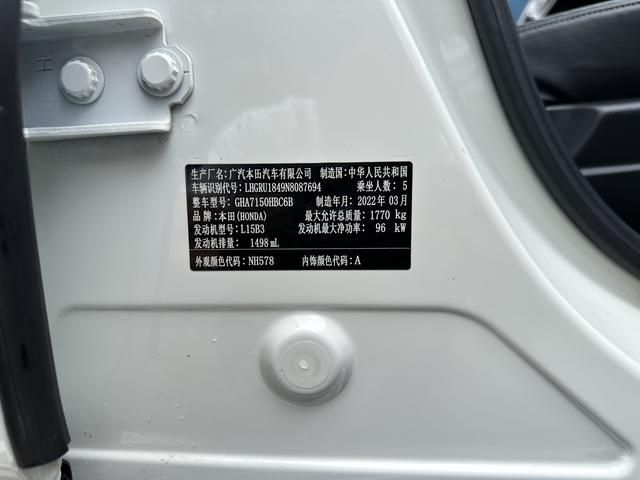 生产厂名:广汽本田汽车有限公司 制造国:中华人民共和国
车辆识别代号:LHGRU1849N8087694 乘坐人数:5
整车型号:GHA7150HBC6B 制造年月:2022年03月
品牌:本田(HONDA) 最大允许总质量:1770 kg
发动机型号:L15B3 发动机最大净功率:96 kW
发动机排量:1498 mL
外观颜色代码:NH578 内饰颜色代码:A